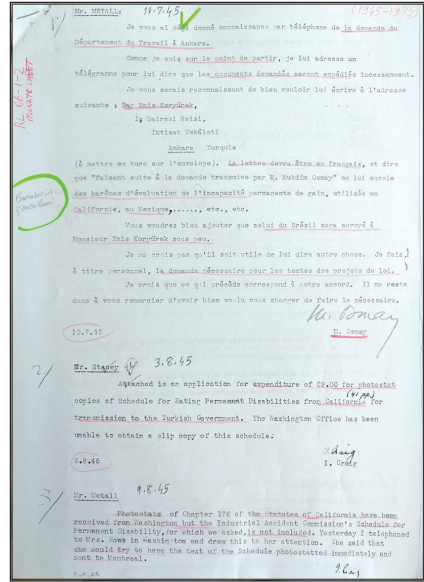 Mr. METALL: 10.7.45 (1945-1975)
Je vous ai déjà donné connaissance par téléphone de la demande du
Département du Travail à Ankara.
Comme je suis sur le point de partir, je lui adresse un
télégramme pour lui dire que les documents demandés seront expédiés incessamment.
Je vous serais reconnaissant de bien vouloir lui écrire à l'adresse
suivante : Bay Enis Koryürek,
İş Dairesi Reisi,
Iktisat Vekâleti
Ankara Turquie
(à mettre en turc sur l'enveloppe). La lettre devra être en français, et dire
que "faisant suite à la demande transmise par M. Mukdim Osmay" on lui envoie
des barêmes d'évaluation de l'incapacité permanente de gain, utilisés en
Californie, au Mexique,......, etc., etc.
Vous voudrez bien ajouter que celui du Brésil sera envoyé à
Monsieur Enis Koryürek sous peu.
Je ne crois pas qu'il soit utile de lui dire autre chose. Je fais,
à titre personnel, la demande nécessaire pour les textes des projets de loi.
Je crois que ce qui précède correspond à notre accord. Il me reste
donc à vous remercier d'avoir bien voulu vous charger de faire le nécessaire.
M. Osmay
10.7.45 M. Osmay
2/
Mr. Stacey 3.8.45
Attached is an application for expenditure of $9.00 for photostat
(41 pp.)
copies of Schedule for Rating Permanent Disabilities from California for
transmission to the Turkish Government. The Washington Office has been
unable to obtain a slip copy of this schedule.
I. Craig
3.8.45 I. Craig
3/
Mr. Metall 9.8.45
Photostats of Chapter 178 of the Statutes of California have been
received from Washington but the Industrial Accident Commission's Schedule for
Permanent Disability, for which we asked, is not included. Yesterday I telephoned
to Mrs. Rowe in Washington and drew this to her attention. She said that
she would try to have the text of the Schedule photostatted immediately and
sent to Montreal.
I. Craig